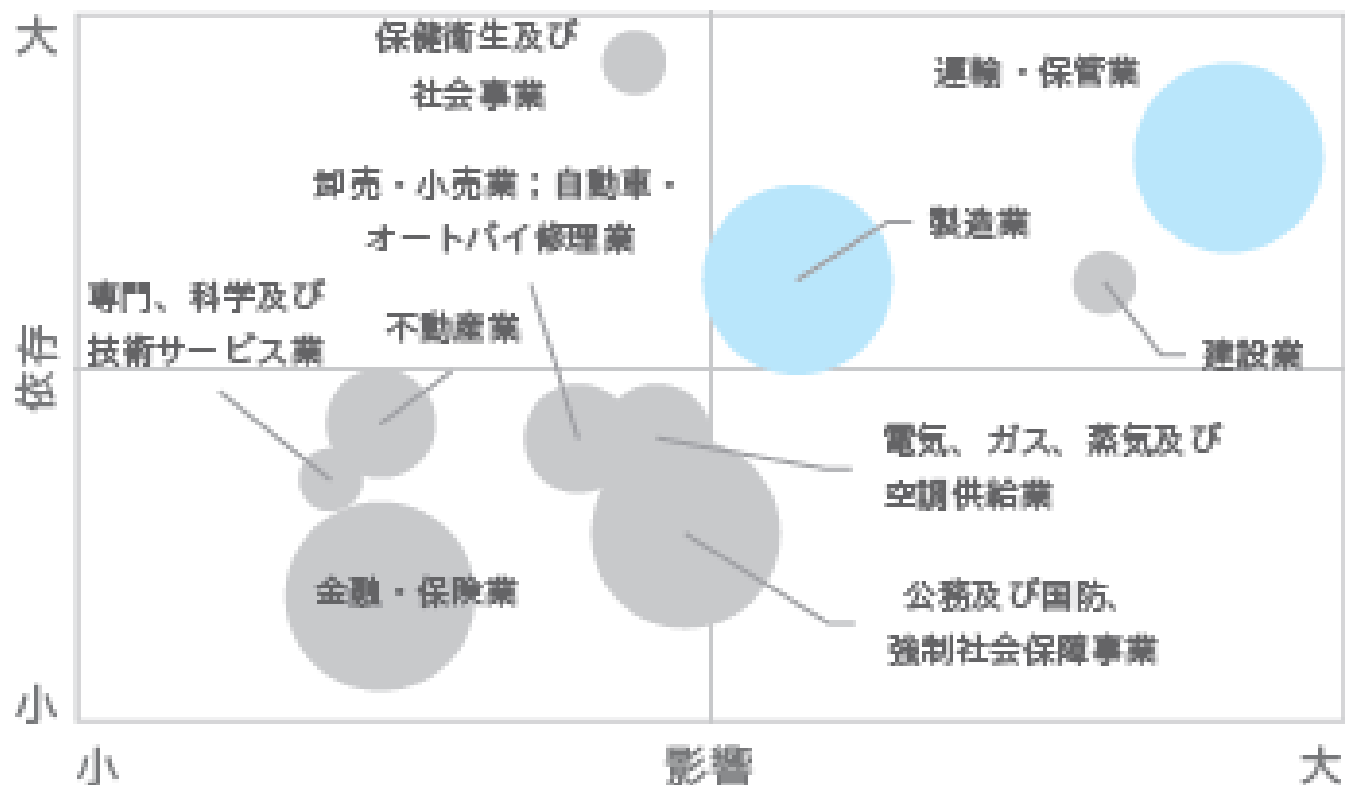 大
保健衛生及び
社会事業
運輸・保管業
卸売・小売業；自動車・
オートバイ修理業
製造業
専門、科学及び
技術サービス業
不動産業
建設業
依存
電気、ガス、蒸気及び
空調供給業
金融・保険業
公務及び国防、
強制社会保障事業
小
小
影響
大